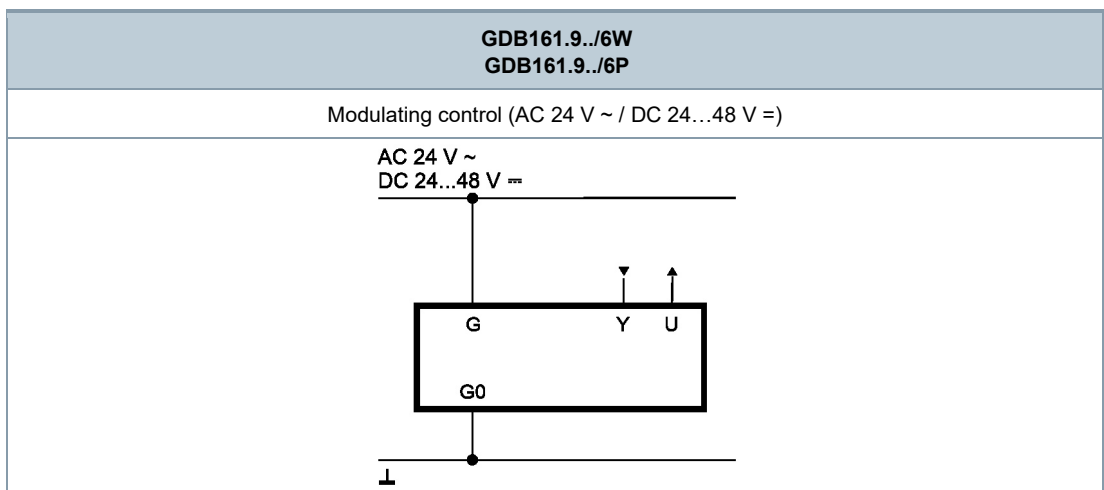 GDB161.9../6W
GDB161.9../6P
Modulating control (AC 24 V ~ / DC 24…48 V =)
AC 24 V ~
DC 24...48 V ⎓
G Y U
G0